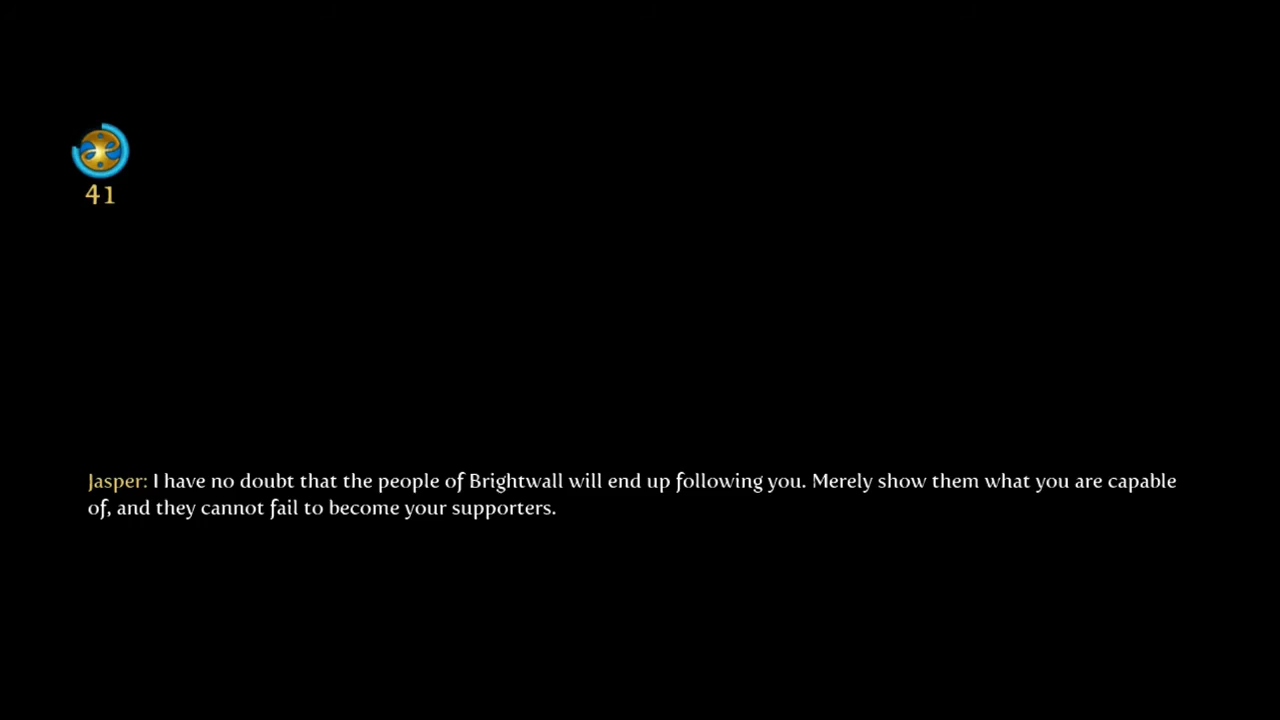 41
Jasper: I have no doubt that the people of Brightwall will end up following you. Merely show them what you are capable
of, and they cannot fail to become your supporters.